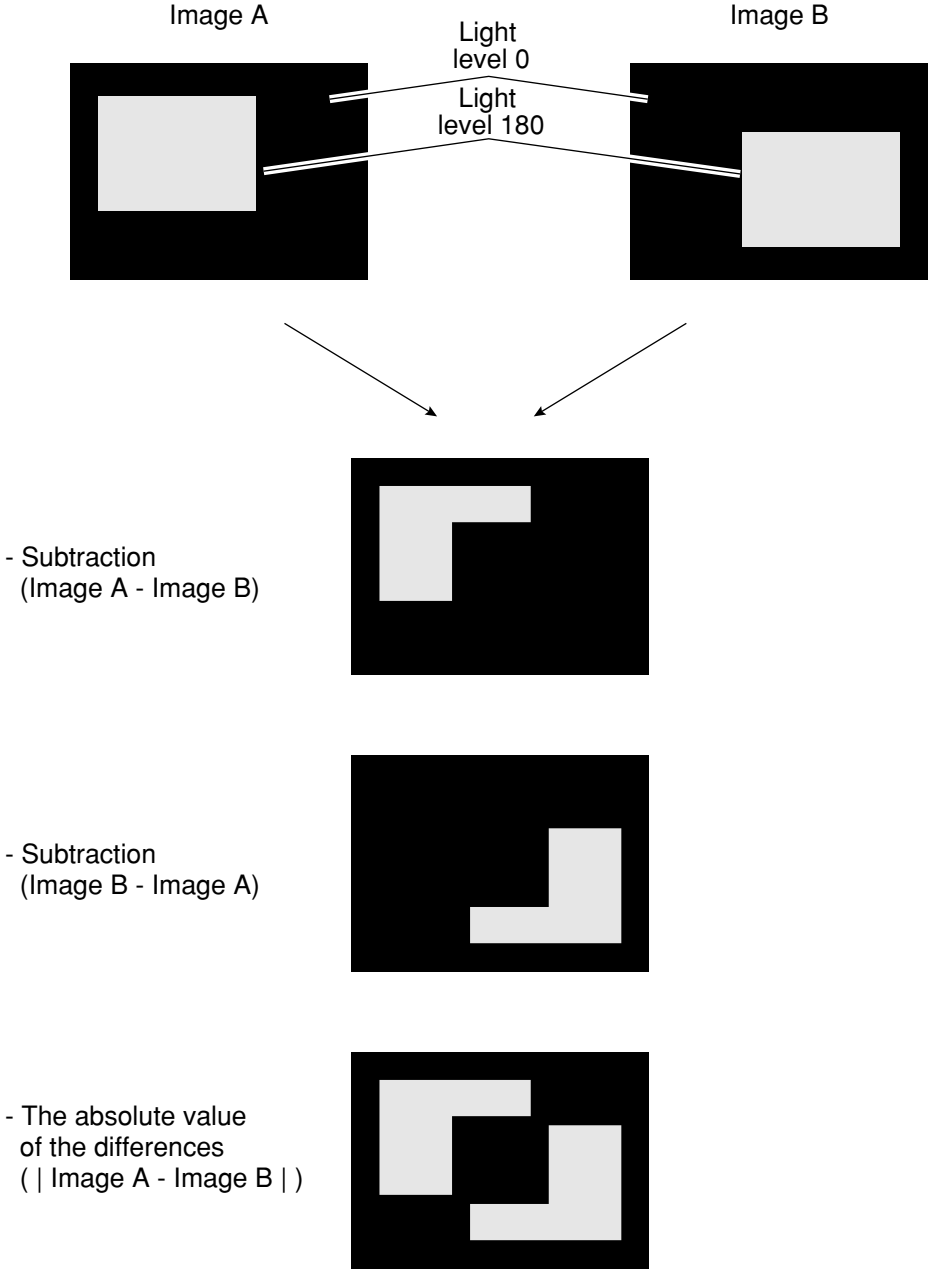 Image A
Image B
Light
level 0
Light
level 180
- Subtraction
(Image A - Image B)
- Subtraction
(Image B - Image A)
- The absolute value
of the differences
( | Image A - Image B | )